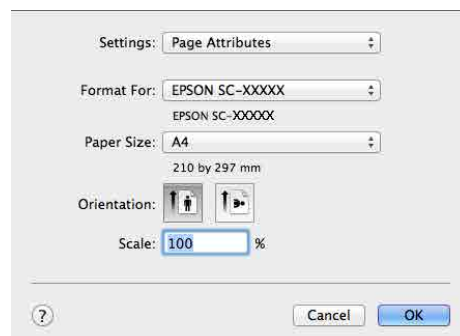 Settings: Page Attributes
Format For: EPSON SC-XXXXX
EPSON SC-XXXXX
Paper Size: A4
210 by 297 mm
Orientation:
Scale: 100 %
? Cancel OK